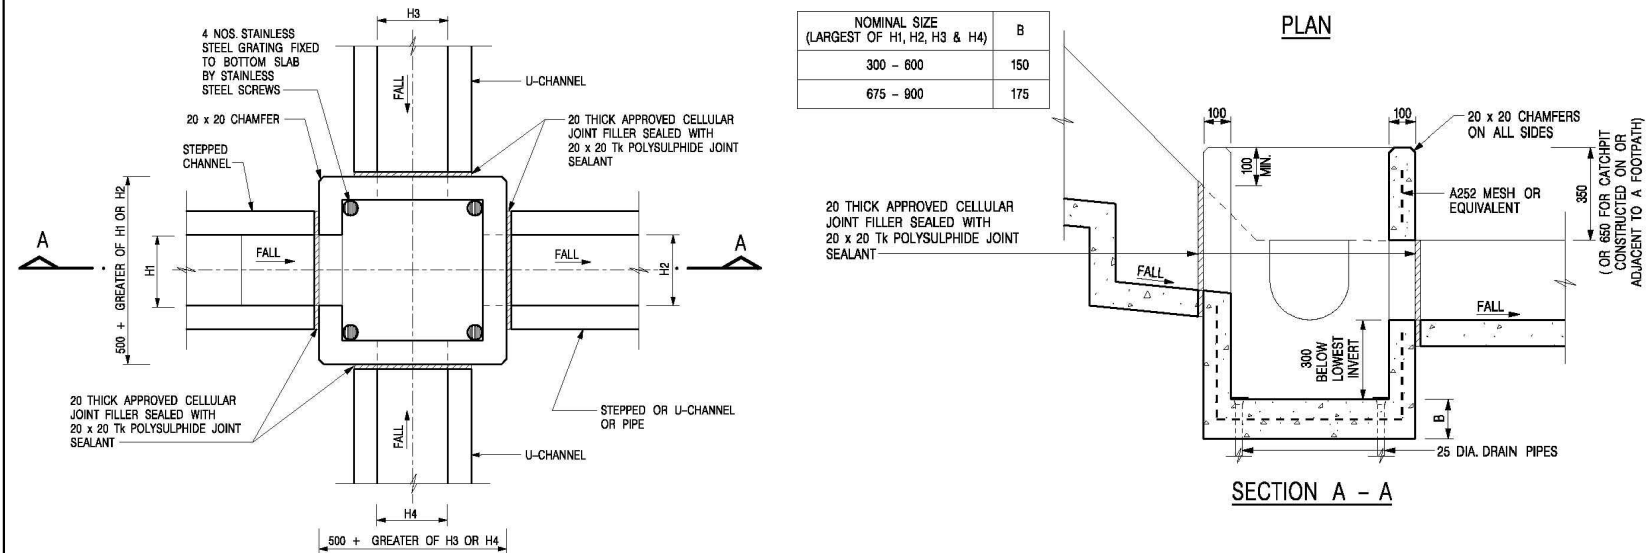 H3
4 NOS. STAINLESS
STEEL GRATING FIXED
TO BOTTOM SLAB
BY STAINLESS
STEEL SCREWS
U-CHANNEL
FALL
20 x 20 CHAMFER
20 THICK APPROVED CELLULAR
JOINT FILLER SEALED WITH
20 x 20 Tk POLYSULPHIDE JOINT
SEALANT
STEPPED
CHANNEL
500 + GREATER OF H1 OR H2
A
H1
FALL
FALL
H2
A
20 THICK APPROVED CELLULAR
JOINT FILLER SEALED WITH
20 x 20 Tk POLYSULPHIDE JOINT
SEALANT
STEPPED OR U-CHANNEL
OR PIPE
FALL
U-CHANNEL
H4
500 + GREATER OF H3 OR H4
NOMINAL SIZE
(LARGEST OF H1, H2, H3 & H4)
B
300 - 600
150
675 - 900
175
PLAN
100
100
20 x 20 CHAMFERS
ON ALL SIDES
100
MIN.
350
(OR 650 FOR CATCHPIT
CONSTRUCTED ON OR
ADJACENT TO A FOOTPATH)
A252 MESH OR
EQUIVALENT
20 THICK APPROVED CELLULAR
JOINT FILLER SEALED WITH
20 x 20 Tk POLYSULPHIDE JOINT
SEALANT
FALL
FALL
300
BELOW
LOWEST
INVERT
B
25 DIA. DRAIN PIPES
SECTION A - A